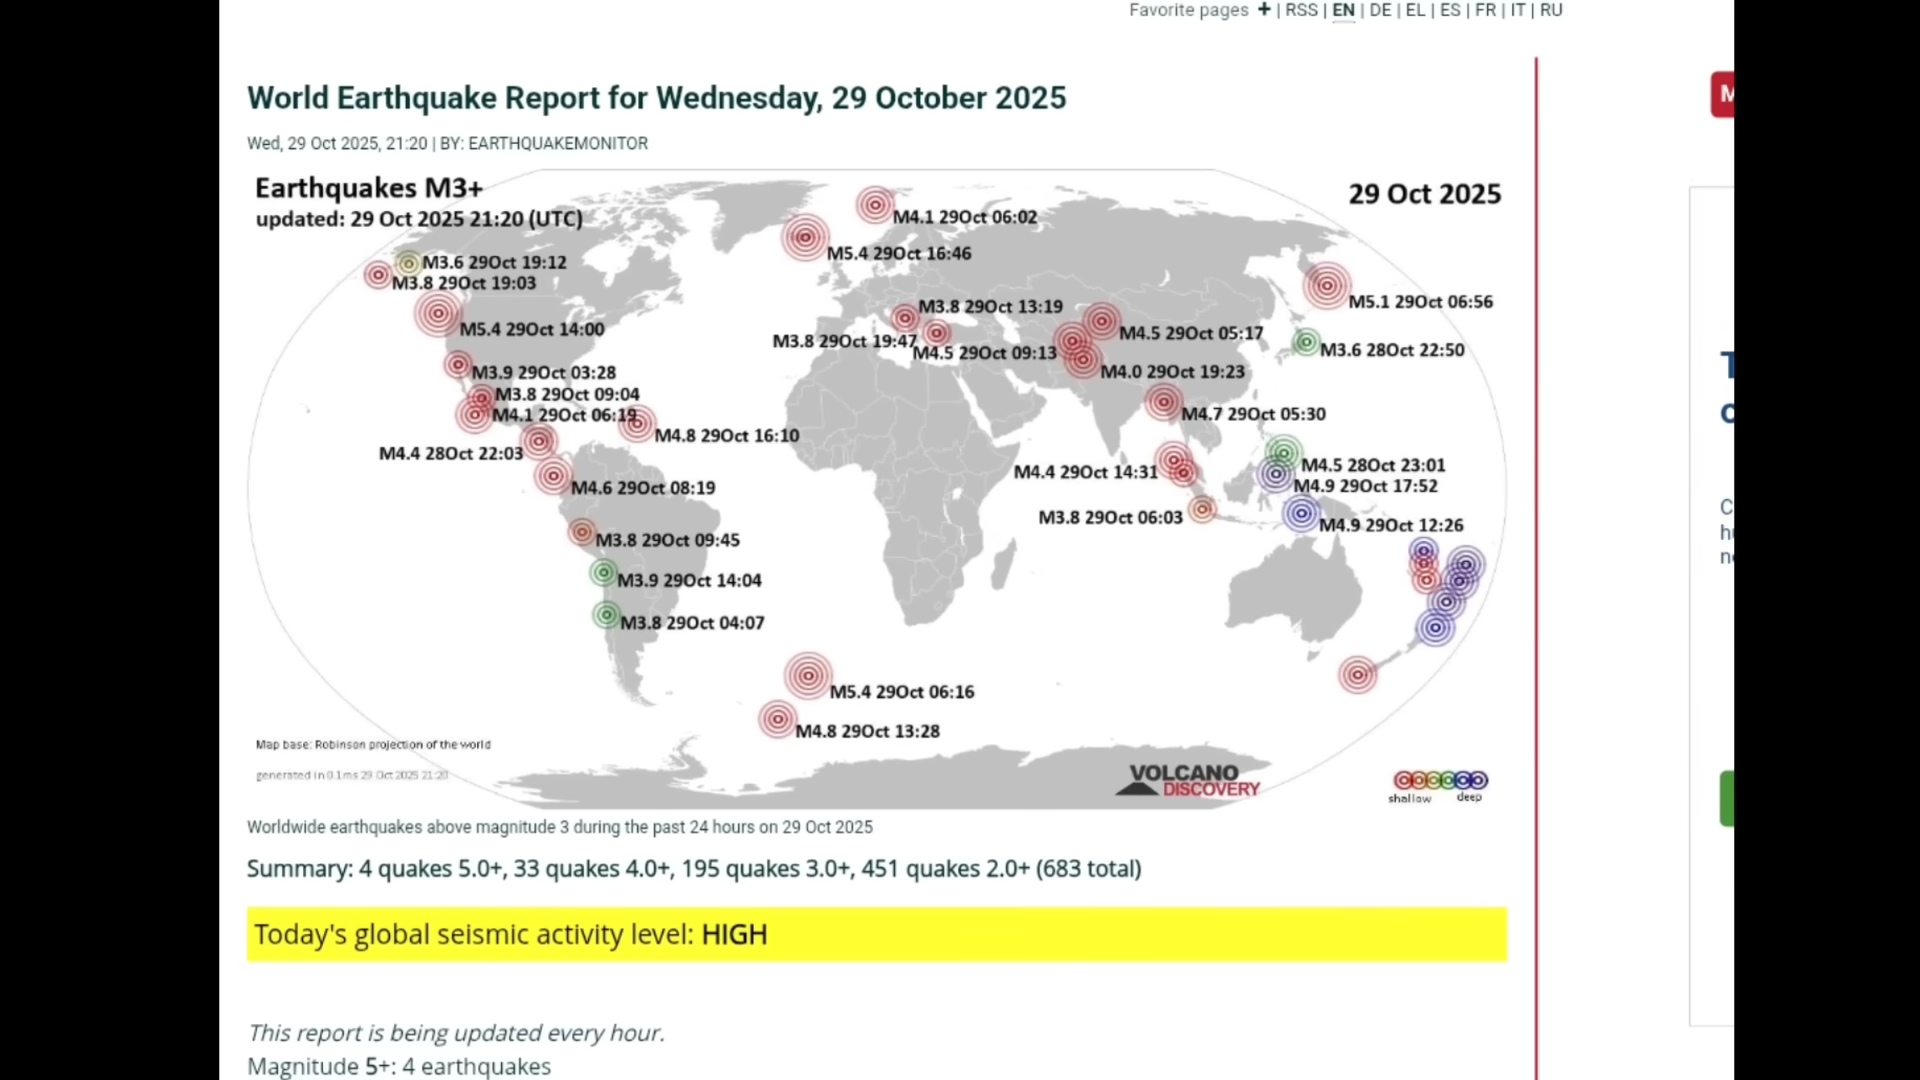 Favorite pages + | RSS | EN | DE | EL | ES | FR | IT | RU
World Earthquake Report for Wednesday, 29 October 2025
Wed, 29 Oct 2025, 21:20 | BY: EARTHQUAKEMONITOR
Earthquakes M3+
29 Oct 2025
updated: 29 Oct 2025 21:20 (UTC)
M4.1 29Oct 06:02
M5.4 29Oct 16:46
M3.6 29Oct 19:12
M3.8 29Oct 19:03
M5.1 29Oct 06:56
M3.8 29Oct 13:19
M5.4 29Oct 14:00
M4.5 29Oct 05:17
M3.8 29Oct 19:47
M4.5 29Oct 09:13
M3.6 28Oct 22:50
M3.9 29Oct 03:28
M4.0 29Oct 19:23
M3.8 29Oct 09:04
M4.1 29Oct 06:19
M4.7 29Oct 05:30
M4.8 29Oct 16:10
M4.4 28Oct 22:03
M4.5 28Oct 23:01
M4.4 29Oct 14:31
M4.9 29Oct 17:52
M4.6 29Oct 08:19
M3.8 29Oct 06:03
M4.9 29Oct 12:26
M3.8 29Oct 09:45
M3.9 29Oct 14:04
M3.8 29Oct 04:07
M5.4 29Oct 06:16
M4.8 29Oct 13:28
Map base: Robinson projection of the world
generated in 0.1ms 29 Oct 2025 21:20
VOLCANO
DISCOVERY
shallow deep
Worldwide earthquakes above magnitude 3 during the past 24 hours on 29 Oct 2025
Summary: 4 quakes 5.0+, 33 quakes 4.0+, 195 quakes 3.0+, 451 quakes 2.0+ (683 total)
Today's global seismic activity level: HIGH
This report is being updated every hour.
Magnitude 5+: 4 earthquakes